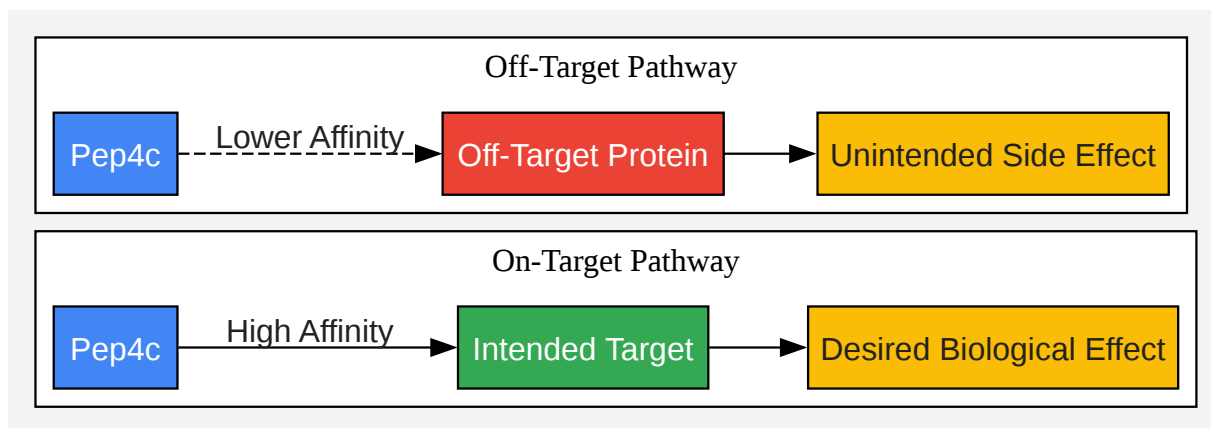 Off-Target Pathway
Pep4c
Lower Affinity
Off-Target Protein
Unintended Side Effect
On-Target Pathway
Pep4c
High Affinity
Intended Target
Desired Biological Effect